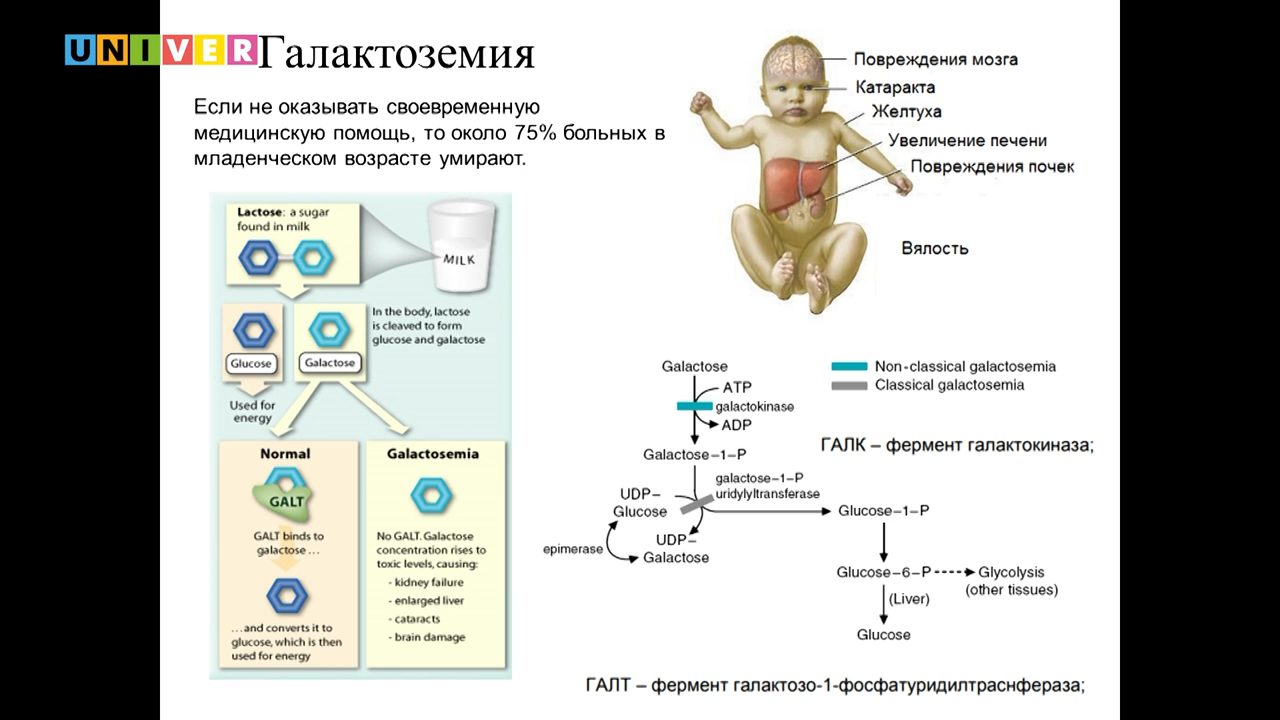 UNIVER
Галактоземия
Если не оказывать своевременную
медицинскую помощь, то около 75% больных в
младенческом возрасте умирают.
Повреждения мозга
Катаракта
Желтуха
Увеличение печени
Повреждения почек
Вялость
Lactose: a sugar
found in milk
MILK
In the body, lactose
is cleaved to form
glucose and galactose
Glucose
Galactose
Used for
energy
Normal
GALT
GALT binds to
galactose ...
...and converts it to
glucose, which is then
used for energy
Galactosemia
No GALT. Galactose
concentration rises to
toxic levels, causing:
- kidney failure
- enlarged liver
- cataracts
- brain damage
Galactose
ATP
galactokinase
ADP
Galactose–1–P
galactose–1–P
uridylyltransferase
UDP–
Glucose
UDP–
Galactose
epimerase
Glucose–1–P
Glucose–6–P
Glycolysis
(other tissues)
(Liver)
Glucose
Non-classical galactosemia
Classical galactosemia
ГАЛК – фермент галактокиназа;
ГАЛТ – фермент галактозо-1-фосфатуридилтраснфераза;